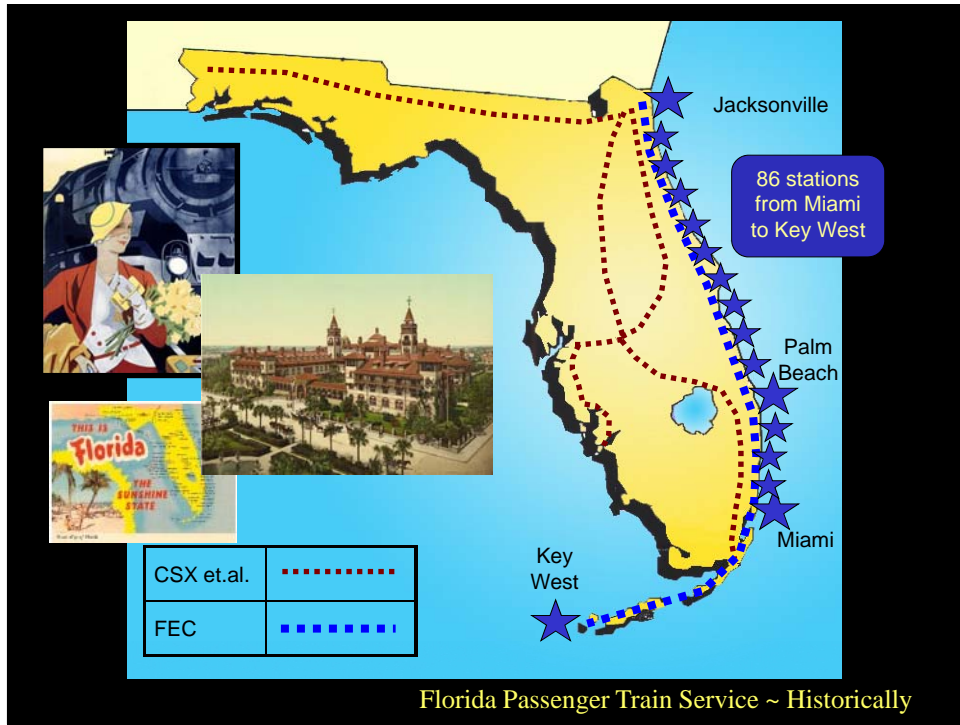 Jacksonville
86 stations
from Miami
to Key West
Palm
Beach
THIS IS
Florida
THE
SUNSHINE
STATE
Miami
Key
West
CSX et.al.
FEC
Florida Passenger Train Service ~ Historically